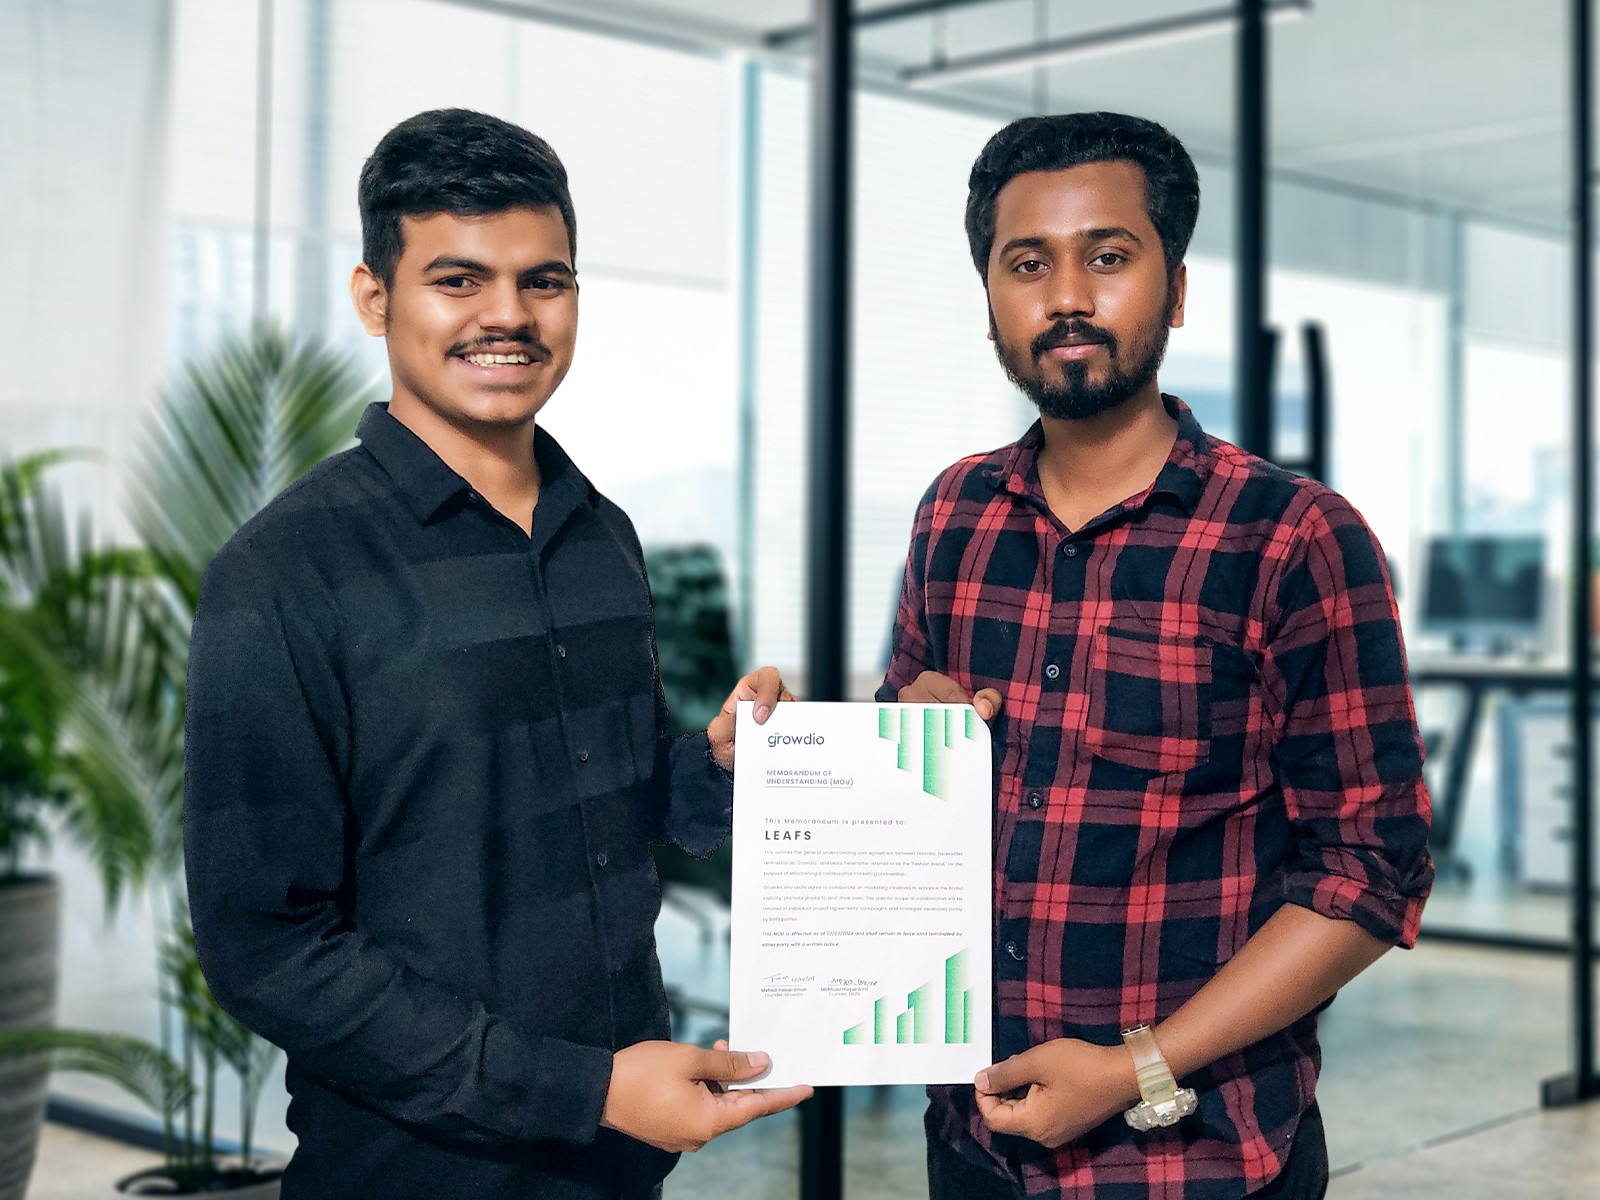 growdio
MEMORANDUM OF
UNDERSTANDING (MOU)
This Memorandum is presented to:
LEAFS
This outlines the general understanding and agreement between Growdio, hereinafter
referred to as "Growdio," and Leafs, hereinafter referred to as the "Fashion Brand," for the
purpose of establishing a collaborative marketing partnership.
Growdio and Leafs agree to collaborate on marketing initiatives to enhance the brand
visibility, promote products and drive sales. The specific scope of collaboration will be
detailed in individual project agreements, campaigns, and strategies developed jointly
by both parties.
This MOU is effective as of 02/03/2024 and shall remain in force until terminated by
either party with a written notice.
Mehedi Hasan
Founder, Growdio
Mahfuzul Haque
Founder, Leafs